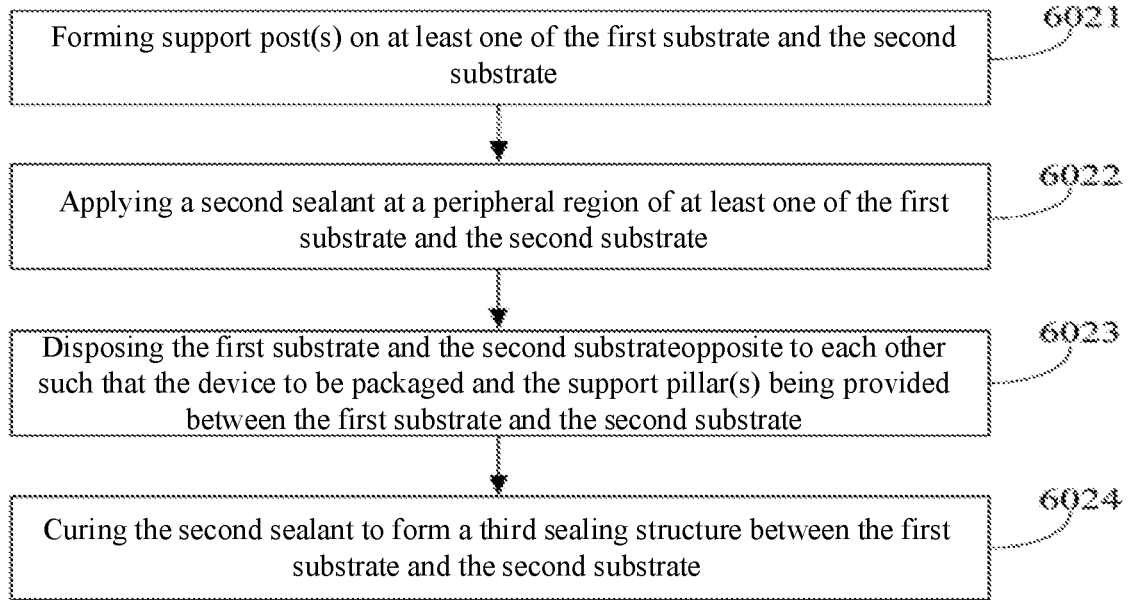 6021
Forming support post(s) on at least one of the first substrate and the second
substrate
6022
Applying a second sealant at a peripheral region of at least one of the first
substrate and the second substrate
6023
Disposing the first substrate and the second substrateopposite to each other
such that the device to be packaged and the support pillar(s) being provided
between the first substrate and the second substrate
6024
Curing the second sealant to form a third sealing structure between the first
substrate and the second substrate